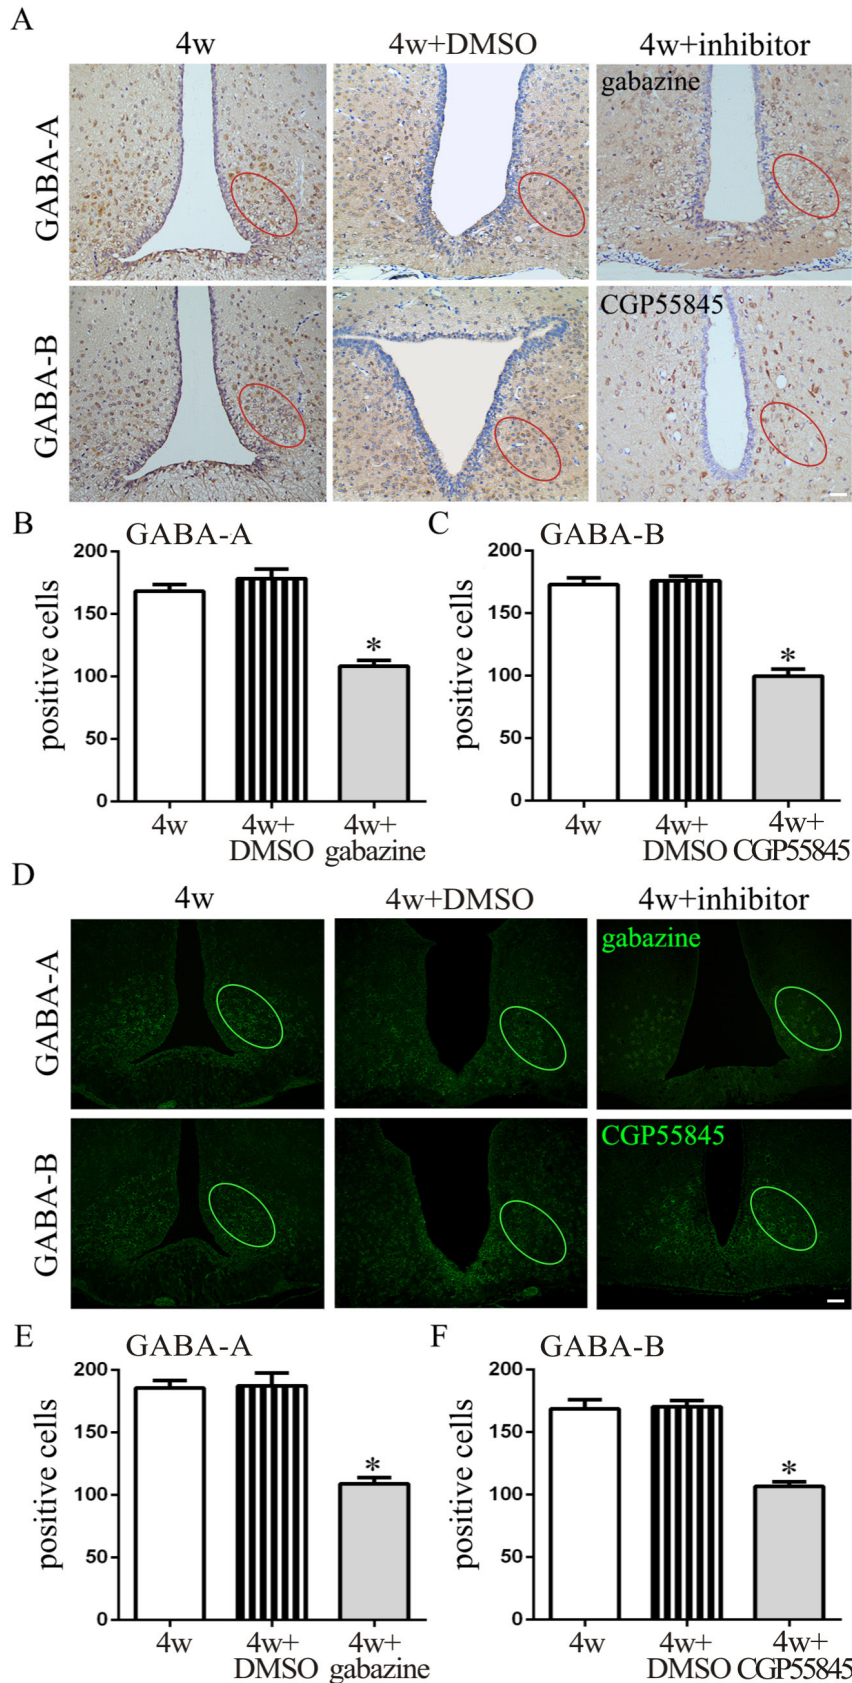 A
4w 4w+DMSO 4w+inhibitor
GABA-A
gabazine
GABA-B
CGP55845
B
GABA-A
positive cells
200
150
100
50
0
*
4w 4w+ 4w+
DMSO gabazine
C
GABA-B
positive cells
200
150
100
50
0
*
4w 4w+ 4w+
DMSO CGP55845
D
4w 4w+DMSO 4w+inhibitor
GABA-A
gabazine
GABA-B
CGP55845
E
GABA-A
positive cells
200
150
100
50
0
*
4w 4w+ 4w+
DMSO gabazine
F
GABA-B
positive cells
200
150
100
50
0
*
4w 4w+ 4w+
DMSO CGP55845